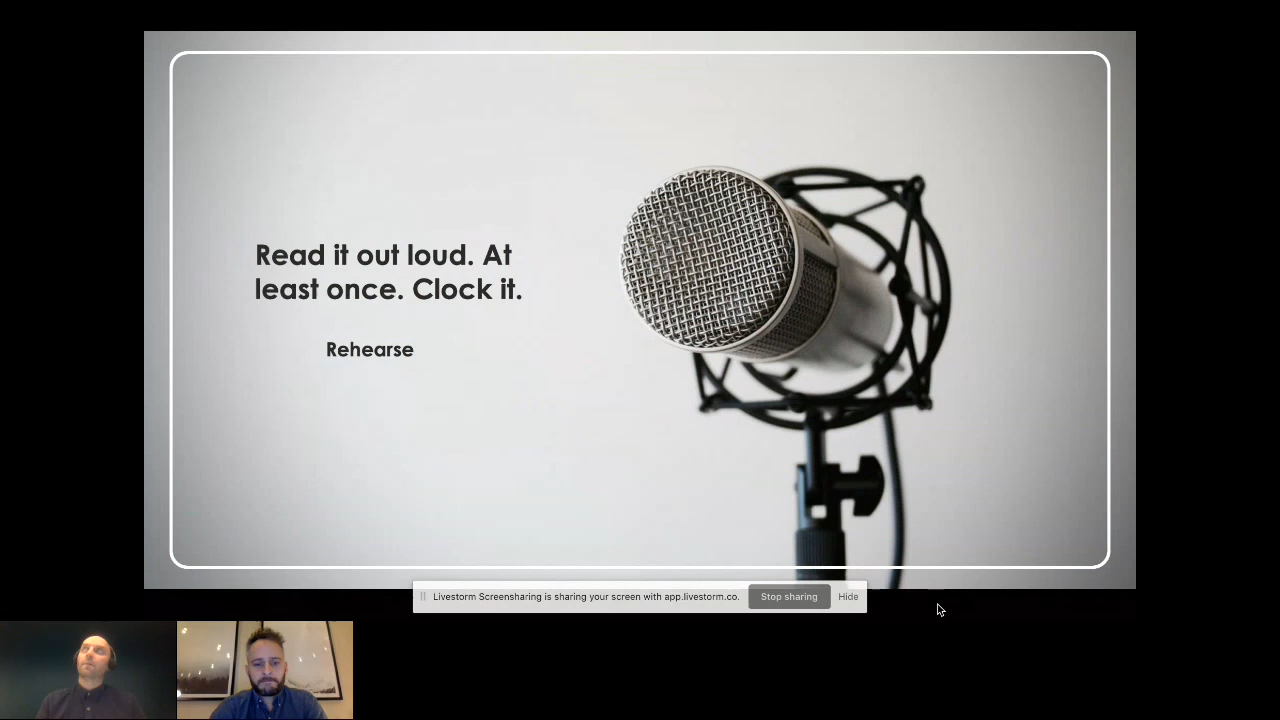 Read it out loud. At
least once. Clock it.
Rehearse
Livestorm Screensharing is sharing your screen with app.livestorm.co.
Stop sharing
Hide